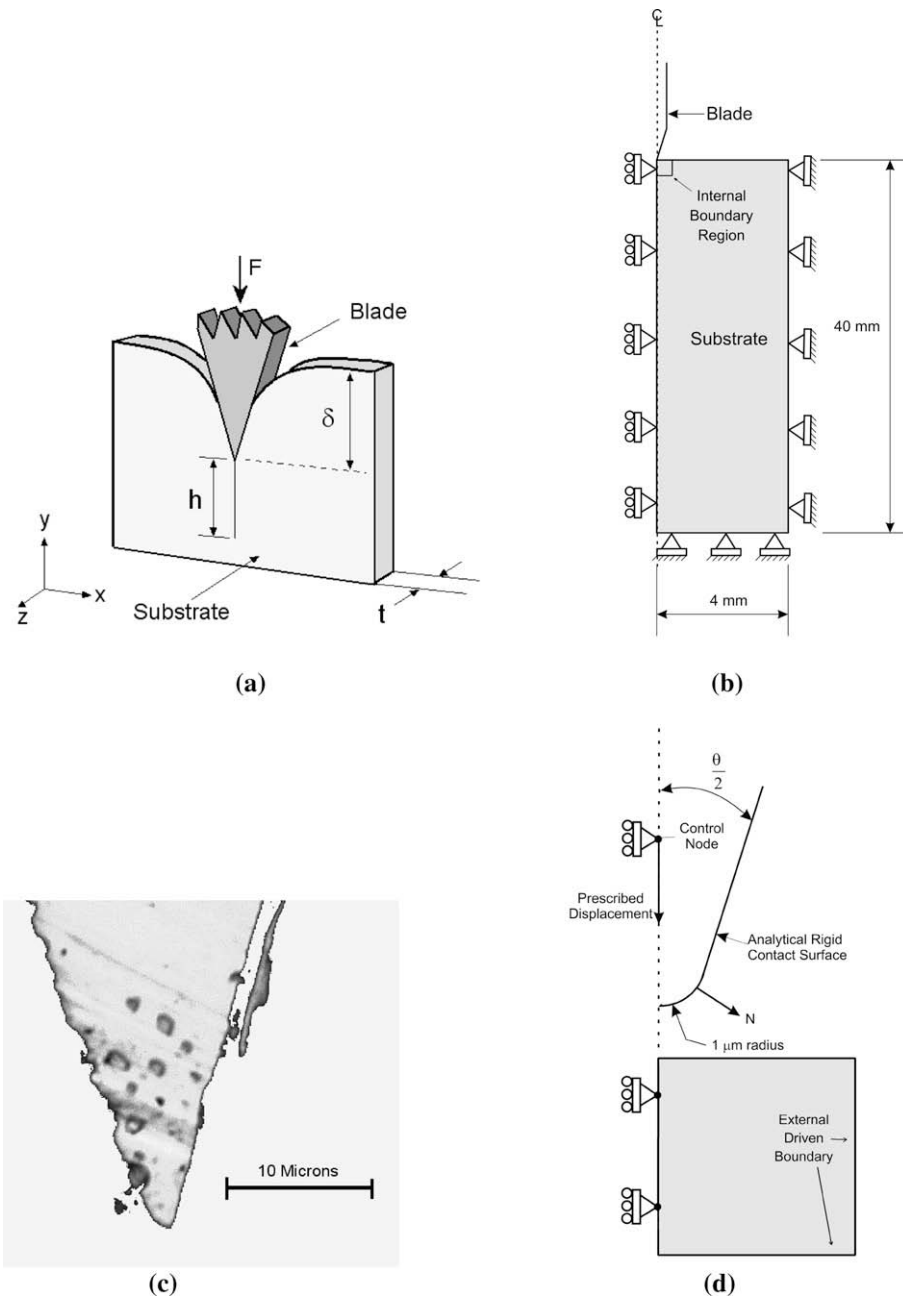 F
Blade
δ
h
y
x
z
Substrate
t
(a)
℄
Blade
Internal
Boundary
Region
Substrate
40 mm
4 mm
(b)
10 Microns
(c)
θ
2
Control
Node
Prescribed
Displacement
Analytical Rigid
Contact Surface
N
1 μm radius
External
Driven
Boundary
(d)